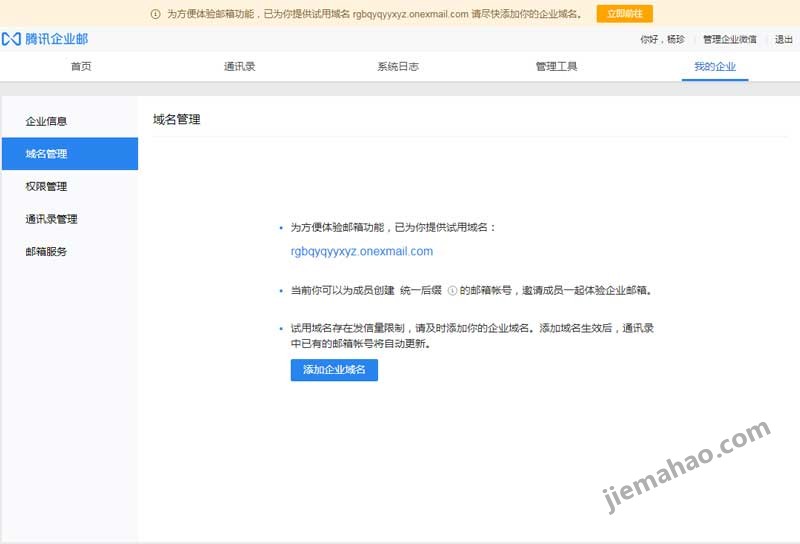 为方便体验邮箱功能，已为你提供试用域名 rgbqyqyyxyz.onexmail.com 请尽快添加你的企业域名。 立即前往
腾讯企业邮
你好，杨珍 管理企业微信 退出
首页 通讯录 系统日志 管理工具 我的企业
企业信息
域名管理
权限管理
通讯录管理
邮箱服务
域名管理
为方便体验邮箱功能，已为你提供试用域名：
rgbqyqyyxyz.onexmail.com
当前你可以为成员创建 统一后缀 的邮箱帐号，邀请成员一起体验企业邮箱。
试用域名存在发信量限制，请及时添加你的企业域名。添加域名生效后，通讯录
中已有的邮箱帐号将自动更新。
添加企业域名
jiemahao.com